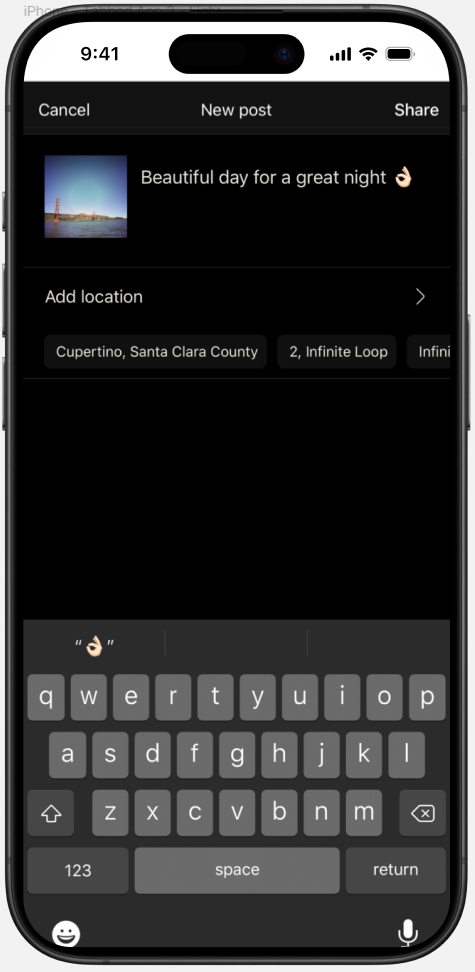 9:41
Cancel New post Share
Beautiful day for a great night 👌🏻
Add location
Cupertino, Santa Clara County 2, Infinite Loop Infini
“👌🏻”
q w e r t y u i o p
a s d f g h j k l
z x c v b n m
123 space return